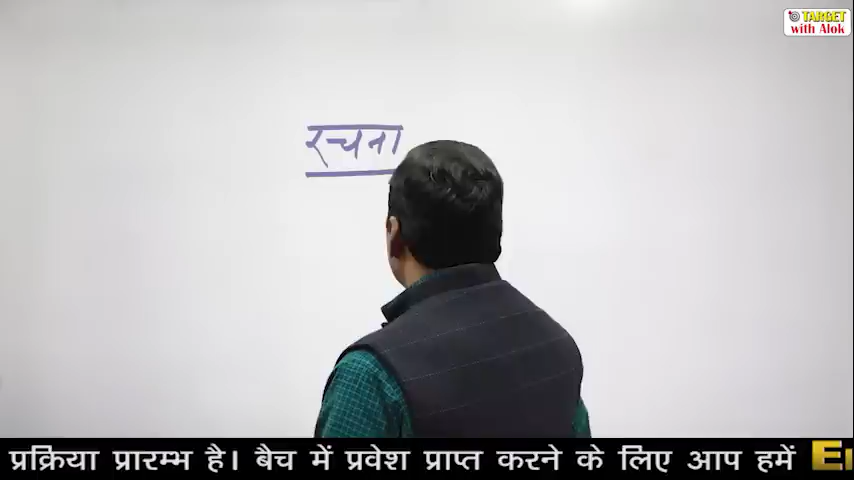 TARGET
with Alok
रचना
प्रक्रिया प्रारम्भ है। बैच में प्रवेश प्राप्त करने के लिए आप हमें